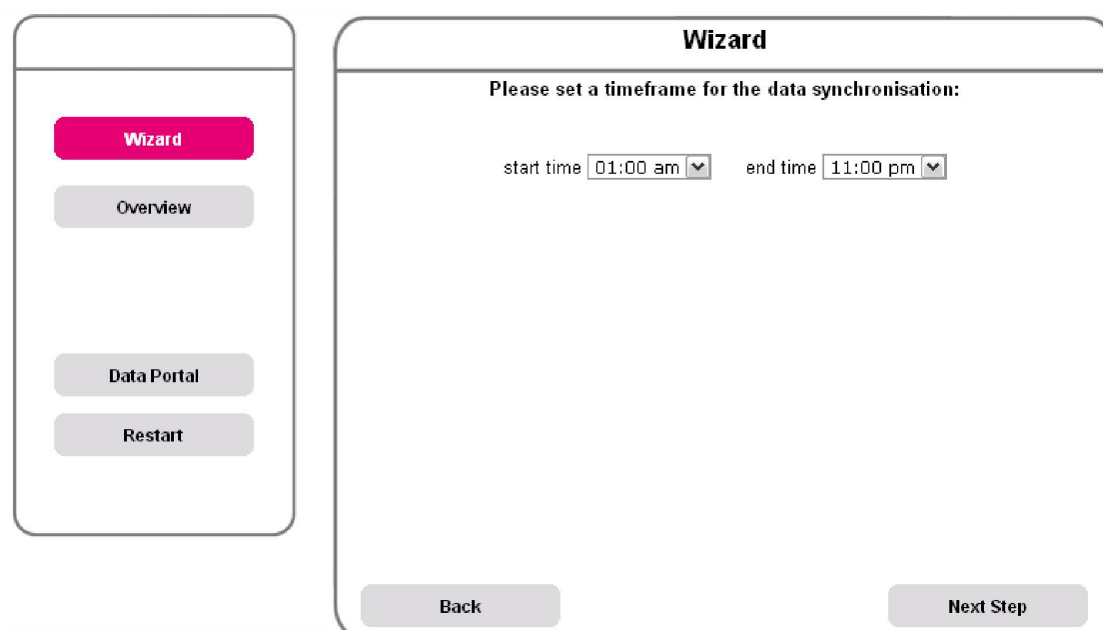 Wizard
Overview
Data Portal
Restart
Wizard
Please set a timeframe for the data synchronisation:
start time 01:00 am end time 11:00 pm
Back Next Step